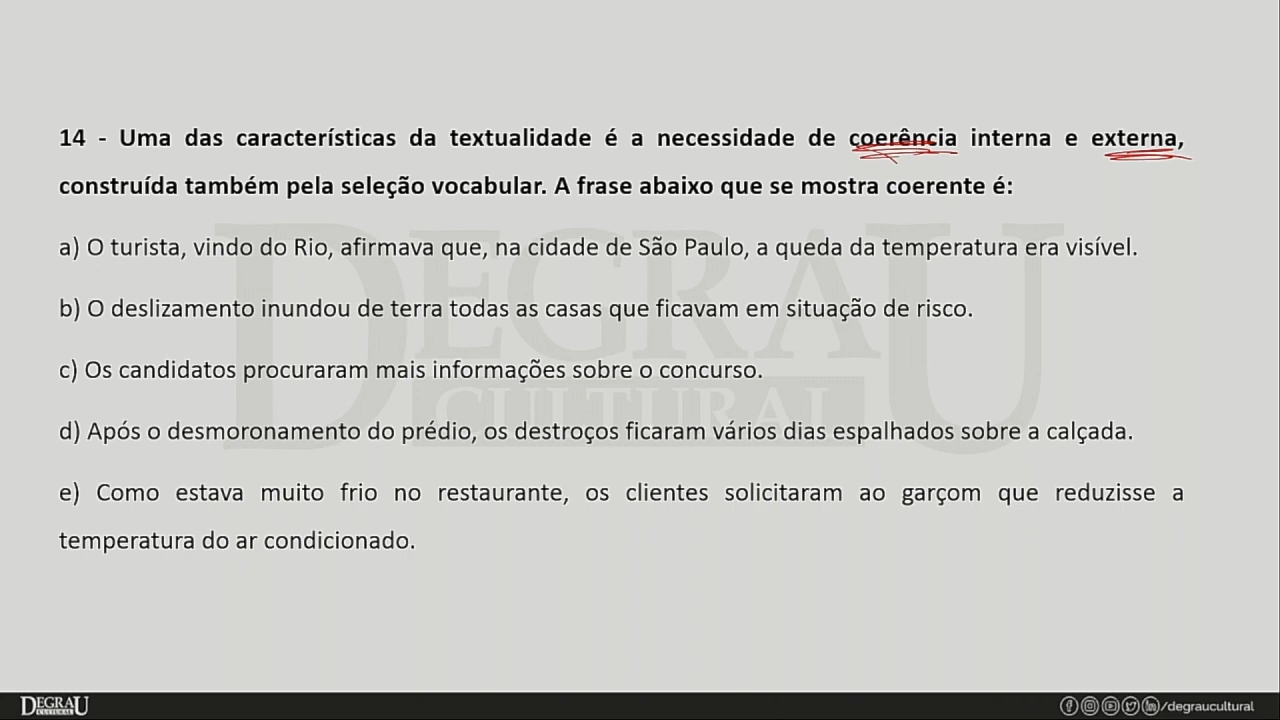 14 - Uma das características da textualidade é a necessidade de coerência interna e externa,
construída também pela seleção vocabular. A frase abaixo que se mostra coerente é:
a) O turista, vindo do Rio, afirmava que, na cidade de São Paulo, a queda da temperatura era visível.
b) O deslizamento inundou de terra todas as casas que ficavam em situação de risco.
c) Os candidatos procuraram mais informações sobre o concurso.
d) Após o desmoronamento do prédio, os destroços ficaram vários dias espalhados sobre a calçada.
e) Como estava muito frio no restaurante, os clientes solicitaram ao garçom que reduzisse a
temperatura do ar condicionado.
DEGRAU
CULTURAL
DEGRAU
CULTURAL
/degraucultural